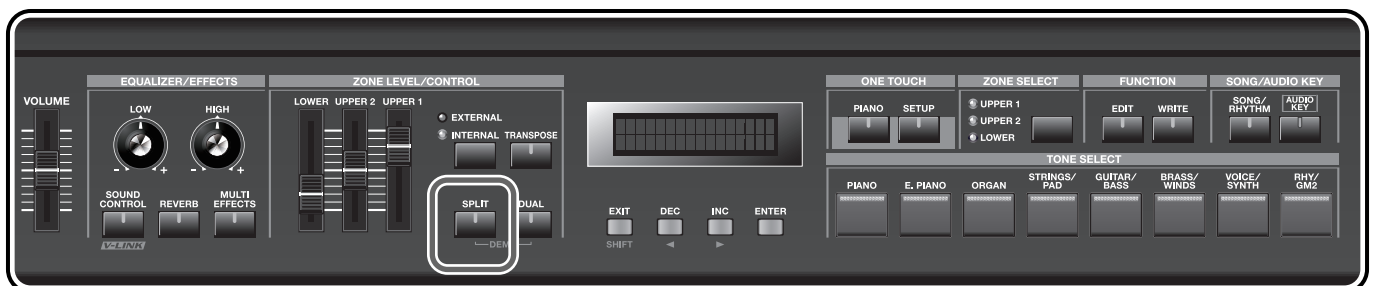 EQUALIZER/EFFECTS
ZONE LEVEL/CONTROL
ONE TOUCH
ZONE SELECT
FUNCTION
SONG/AUDIO KEY
VOLUME
LOW
HIGH
- +
- +
SOUND
CONTROL
REVERB
MULTI
EFFECTS
V-LINK
LOWER UPPER 2 UPPER 1
EXTERNAL
INTERNAL
TRANSPOSE
SPLIT
DUAL
DEM
EXIT
DEC
INC
ENTER
SHIFT
PIANO
SETUP
UPPER 1
UPPER 2
LOWER
EDIT
WRITE
SONG/
RHYTHM
AUDIO
KEY
TONE SELECT
PIANO
E. PIANO
ORGAN
STRINGS/
PAD
GUITAR/
BASS
BRASS/
WINDS
VOICE/
SYNTH
RHY/
GM2